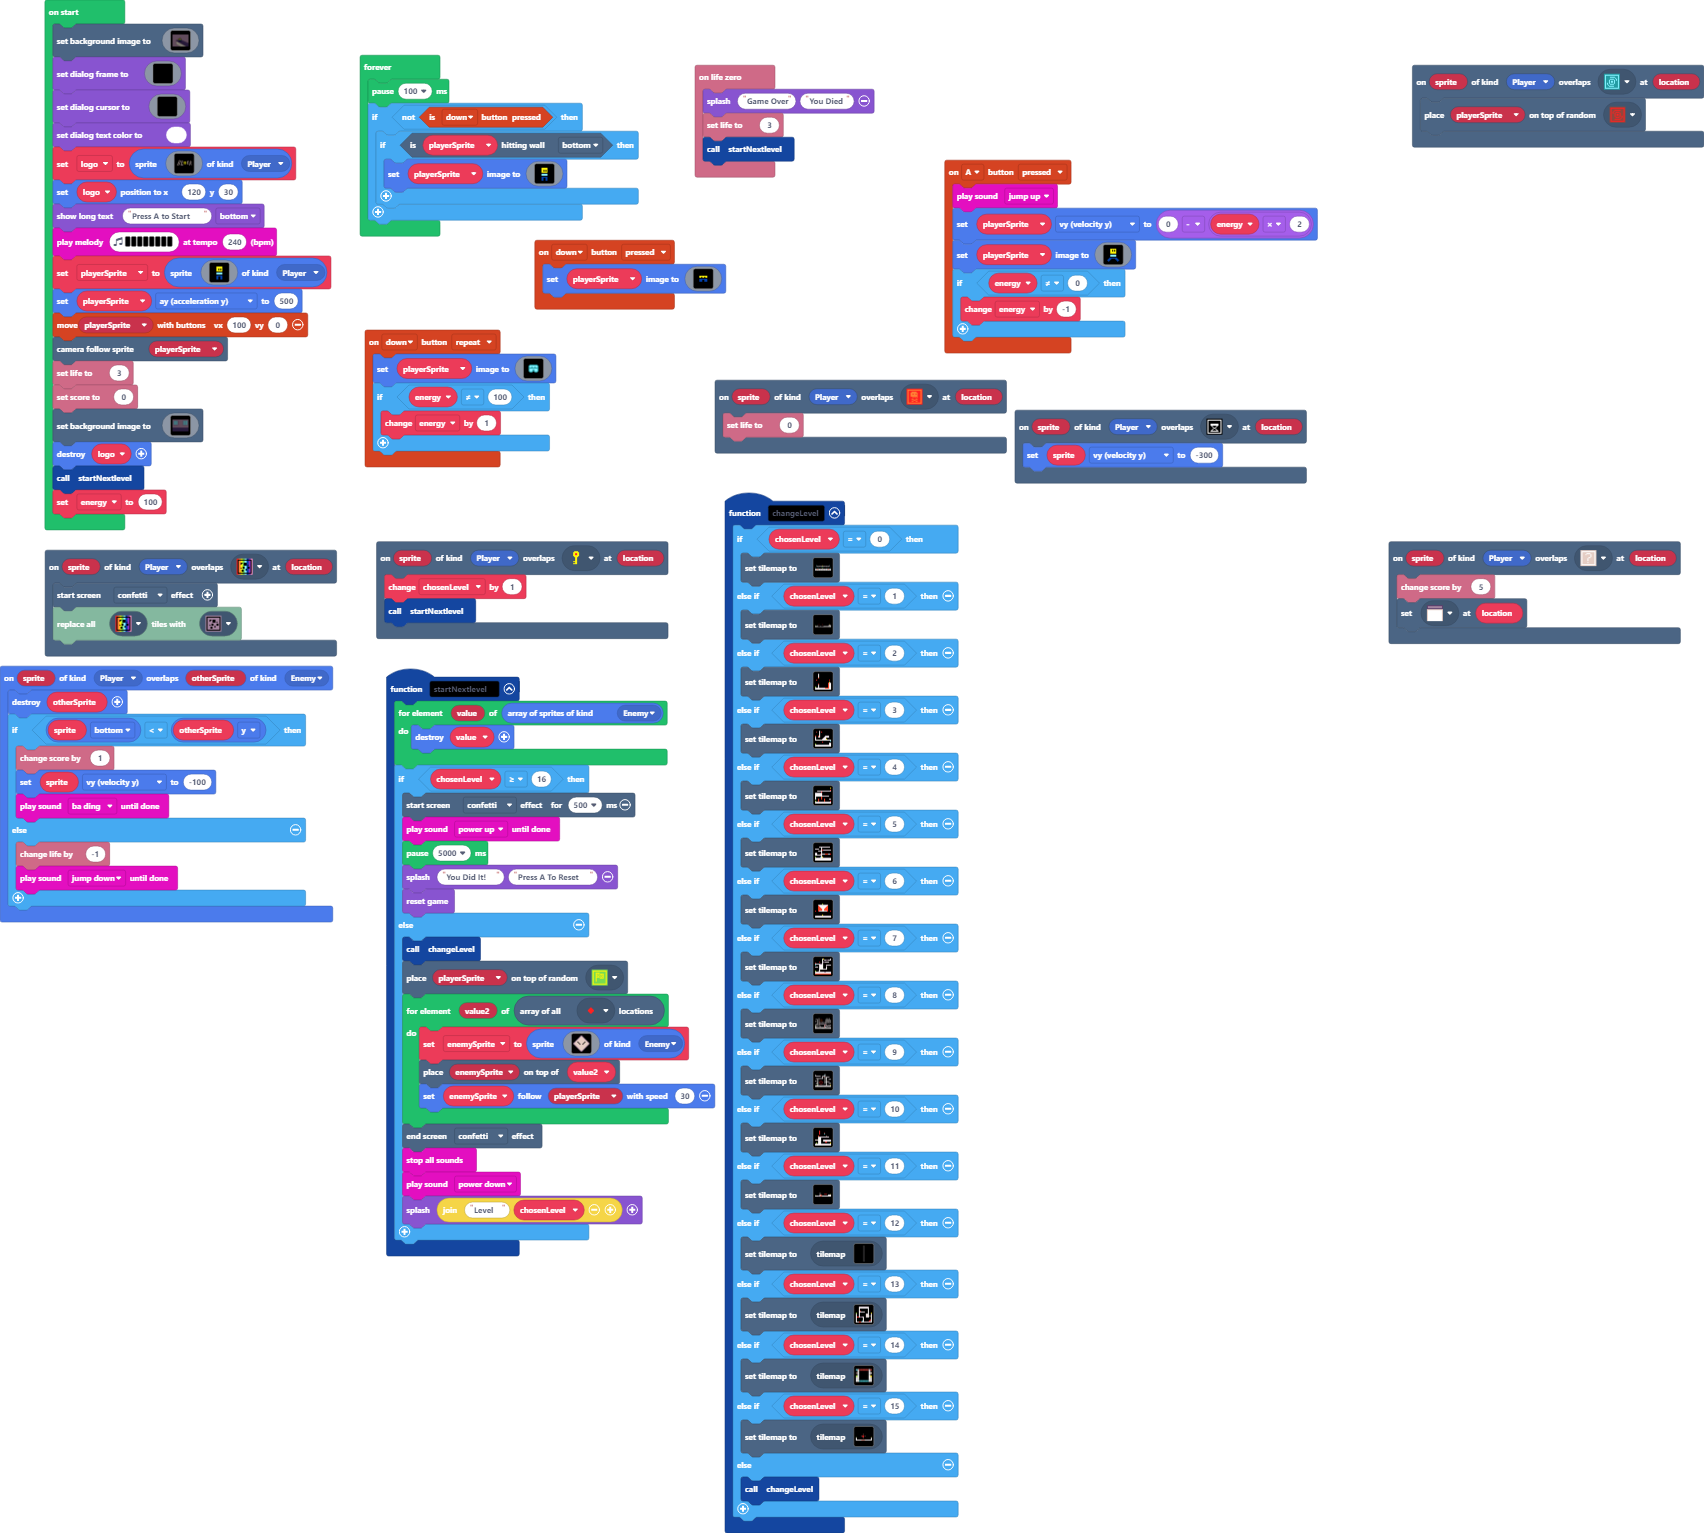 on start
set background image to
set dialog frame to
set dialog cursor to
set dialog text color to
set logo to sprite of kind Player
set logo position to x 120 y 30
show long text "Press A to Start" bottom
play melody at tempo 240 (bpm)
set playerSprite to sprite of kind Player
set playerSprite ay (acceleration y) to 500
move playerSprite with buttons vx 100 vy 0
camera follow sprite playerSprite
set life to 3
set score to 0
set background image to
destroy logo
call startNextlevel
set energy to 100
forever
pause 100 ms
if not is down button pressed then
if is playerSprite hitting wall bottom then
set playerSprite image to
on down button pressed
set playerSprite image to
on down button repeat
set playerSprite image to
if energy ≠ 100 then
change energy by 1
on life zero
splash "Game Over" "You Died"
set life to 3
call startNextlevel
on A button pressed
play sound jump up
set playerSprite vy (velocity y) to 0 - energy × 2
set playerSprite image to
if energy ≠ 0 then
change energy by -1
on sprite of kind Player overlaps at location
place playerSprite on top of random
on sprite of kind Player overlaps at location
set life to 0
on sprite of kind Player overlaps at location
set sprite vy (velocity y) to -300
on sprite of kind Player overlaps at location
start screen confetti effect
replace all tiles with
on sprite of kind Player overlaps at location
change chosenLevel by 1
call startNextlevel
on sprite of kind Player overlaps at location
change score by 5
set at location
on sprite of kind Player overlaps otherSprite of kind Enemy
destroy otherSprite
if sprite bottom < otherSprite y then
change score by 1
set sprite vy (velocity y) to -100
play sound ba ding until done
else
change life by -1
play sound jump down until done
function startNextlevel
for element value of array of sprites of kind Enemy
do destroy value
if chosenLevel ≥ 16 then
start screen confetti effect for 500 ms
play sound power up until done
pause 5000 ms
splash "You Did It!" "Press A To Reset"
reset game
else
call changeLevel
place playerSprite on top of random
for element value2 of array of all locations
do set enemySprite to sprite of kind Enemy
place enemySprite on top of value2
set enemySprite follow playerSprite with speed 30
end screen confetti effect
stop all sounds
play sound power down
splash join "Level " chosenLevel
function changeLevel
if chosenLevel = 0 then
set tilemap to
else if chosenLevel = 1 then
set tilemap to
else if chosenLevel = 2 then
set tilemap to
else if chosenLevel = 3 then
set tilemap to
else if chosenLevel = 4 then
set tilemap to
else if chosenLevel = 5 then
set tilemap to
else if chosenLevel = 6 then
set tilemap to
else if chosenLevel = 7 then
set tilemap to
else if chosenLevel = 8 then
set tilemap to
else if chosenLevel = 9 then
set tilemap to
else if chosenLevel = 10 then
set tilemap to
else if chosenLevel = 11 then
set tilemap to
else if chosenLevel = 12 then
set tilemap to tilemap
else if chosenLevel = 13 then
set tilemap to tilemap
else if chosenLevel = 14 then
set tilemap to tilemap
else if chosenLevel = 15 then
set tilemap to tilemap
else
call changeLevel